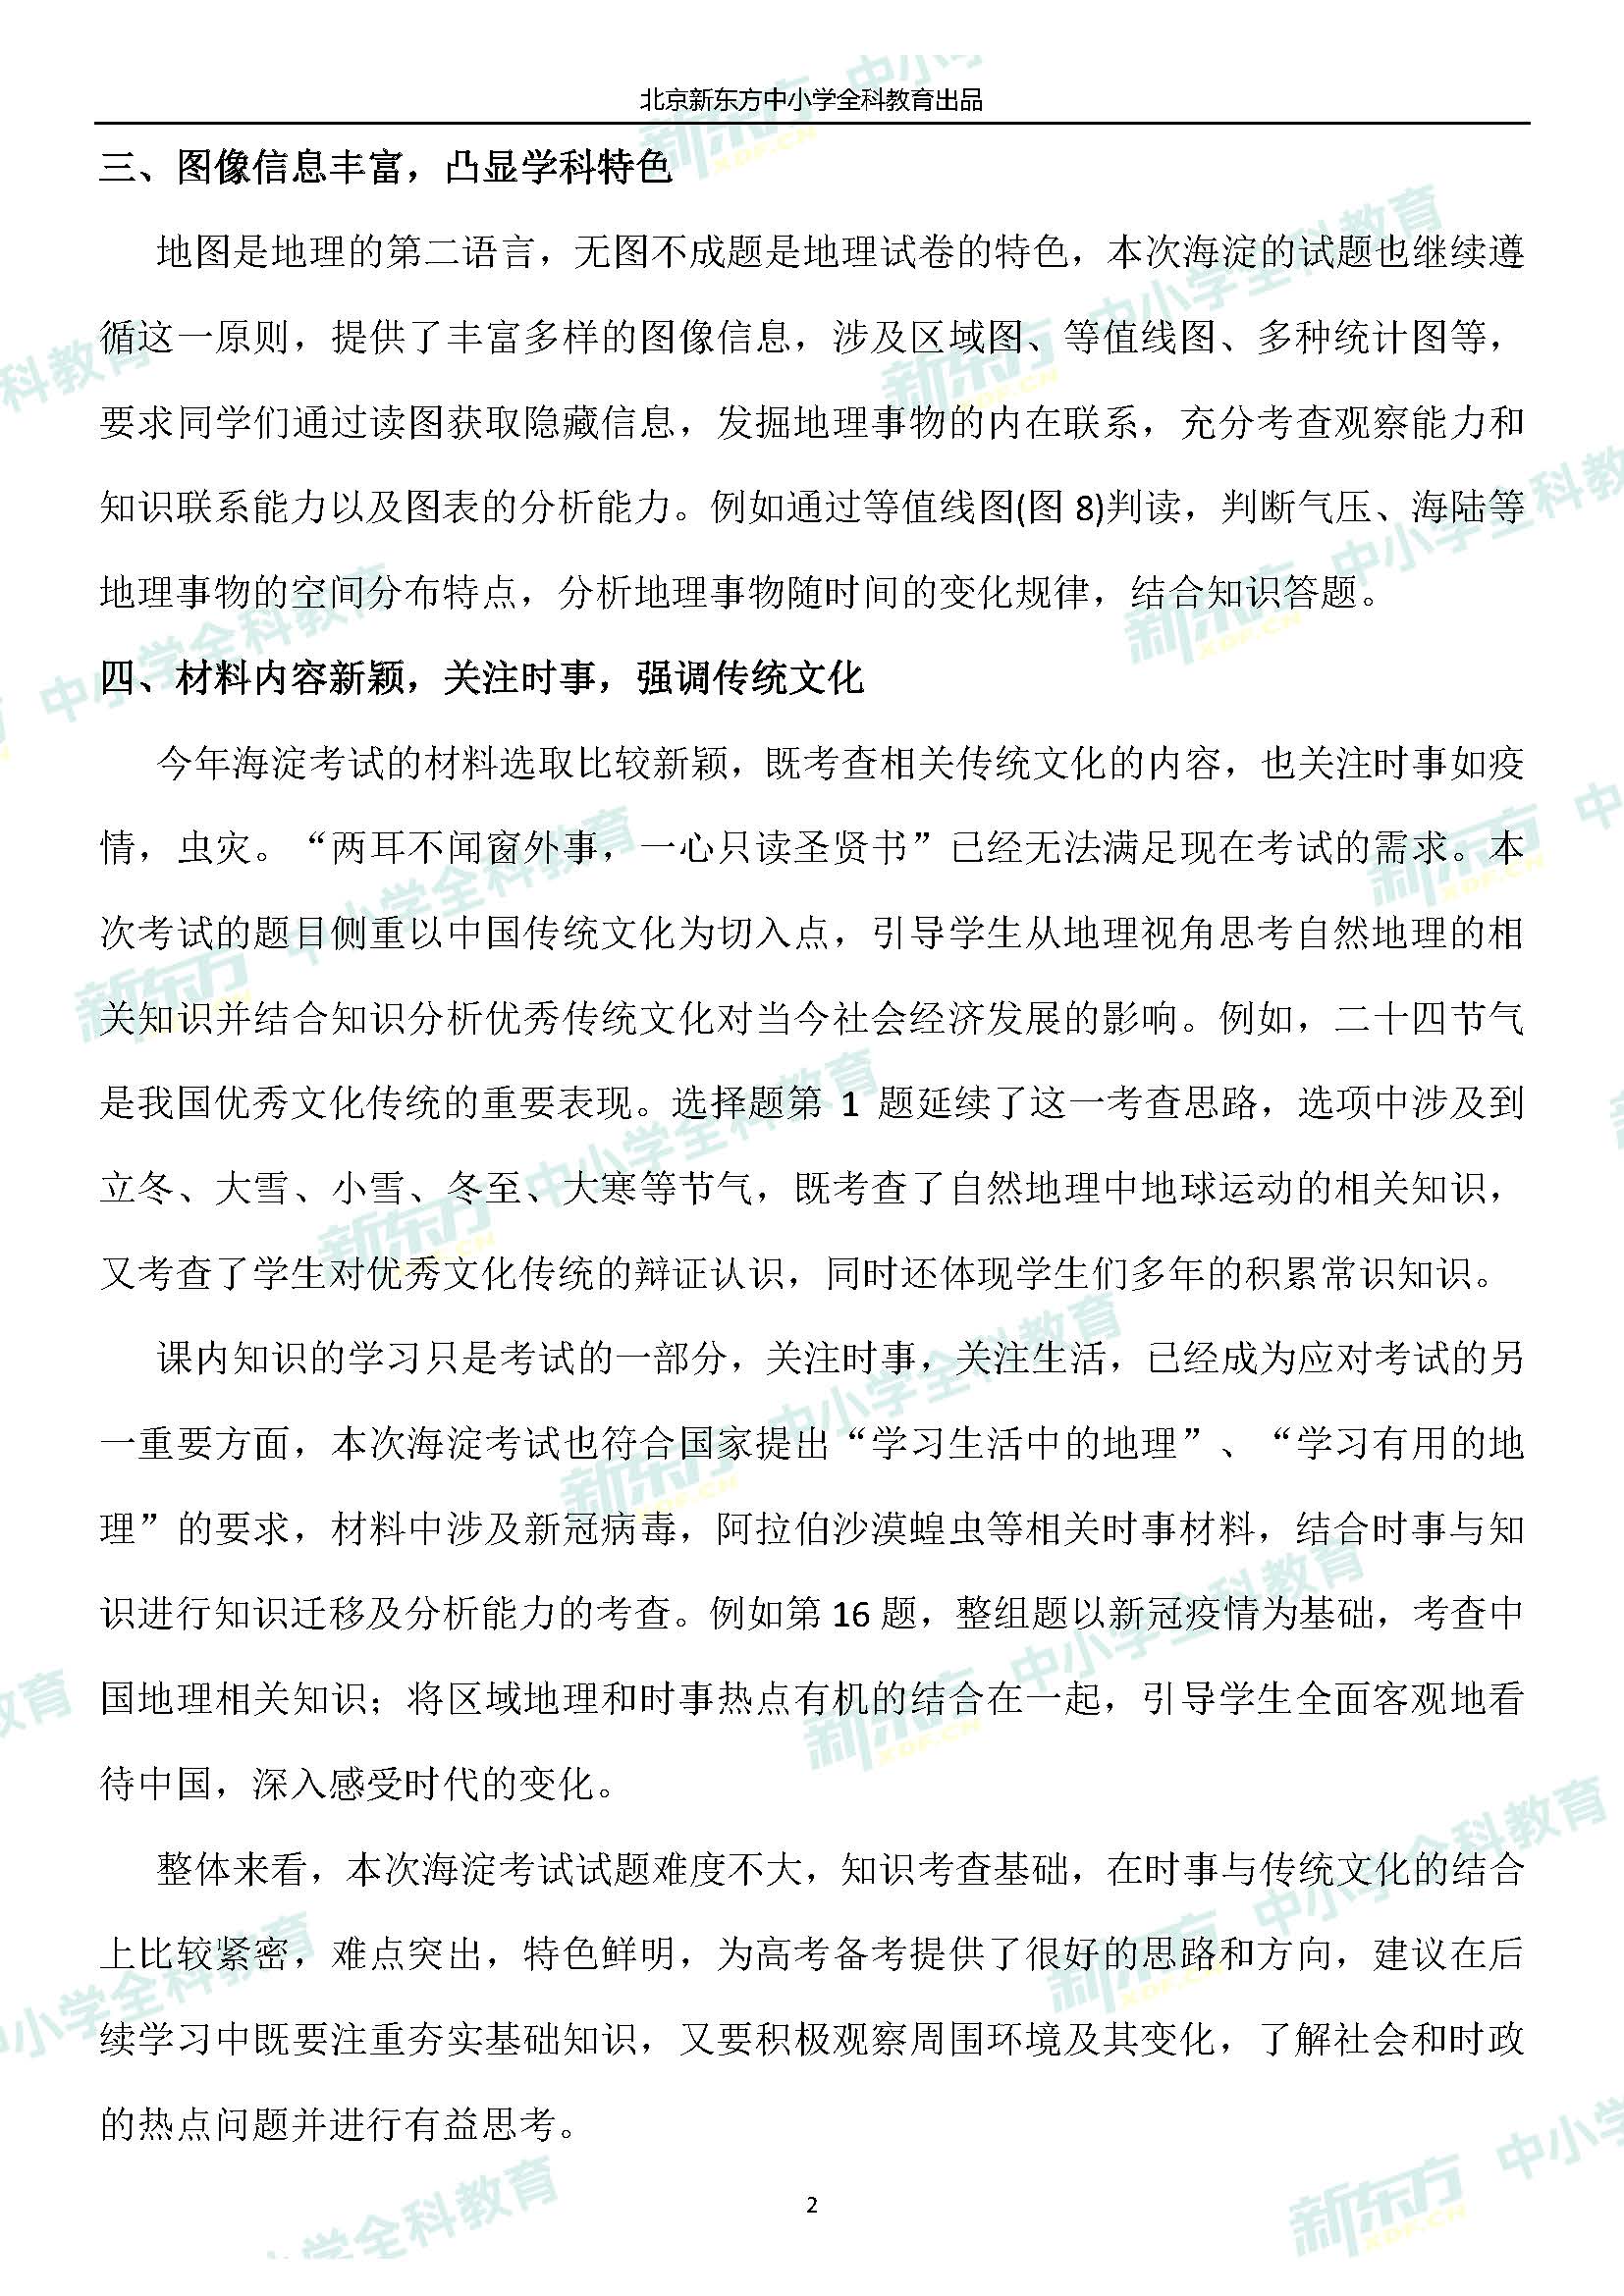 北京新东方中小学全科教育出品
三、图像信息丰富，凸显学科特色
地图是地理的第二语言，无图不成题是地理试卷的特色，本次海淀的试题也继续遵
循这一原则，提供了丰富多样的图像信息，涉及区域图、等值线图、多种统计图等，
要求同学们通过读图获取隐藏信息，发掘地理事物的内在联系，充分考查观察能力和
知识联系能力以及图表的分析能力。例如通过等值线图(图 8)判读，判断气压、海陆等
地理事物的空间分布特点，分析地理事物随时间的变化规律，结合知识答题。
四、材料内容新颖，关注时事，强调传统文化
今年海淀考试的材料选取比较新颖，既考查相关传统文化的内容，也关注时事如疫
情，虫灾。“两耳不闻窗外事，一心只读圣贤书”已经无法满足现在考试的需求。本
次考试的题目侧重以中国传统文化为切入点，引导学生从地理视角思考自然地理的相
关知识并结合知识分析优秀传统文化对当今社会经济发展的影响。例如，二十四节气
是我国优秀文化传统的重要表现。选择题第 1 题延续了这一考查思路，选项中涉及到
立冬、大雪、小雪、冬至、大寒等节气，既考查了自然地理中地球运动的相关知识，
又考查了学生对优秀文化传统的辩证认识，同时还体现学生们多年的积累常识知识。
课内知识的学习只是考试的一部分，关注时事，关注生活，已经成为应对考试的另
一重要方面，本次海淀考试也符合国家提出“学习生活中的地理”、“学习有用的地
理”的要求，材料中涉及新冠病毒，阿拉伯沙漠蝗虫等相关时事材料，结合时事与知
识进行知识迁移及分析能力的考查。例如第 16 题，整组题以新冠疫情为基础，考查中
国地理相关知识；将区域地理和时事热点有机的结合在一起，引导学生全面客观地看
待中国，深入感受时代的变化。
整体来看，本次海淀考试试题难度不大，知识考查基础，在时事与传统文化的结合
上比较紧密，难点突出，特色鲜明，为高考备考提供了很好的思路和方向，建议在后
续学习中既要注重夯实基础知识，又要积极观察周围环境及其变化，了解社会和时政
的热点问题并进行有益思考。
2